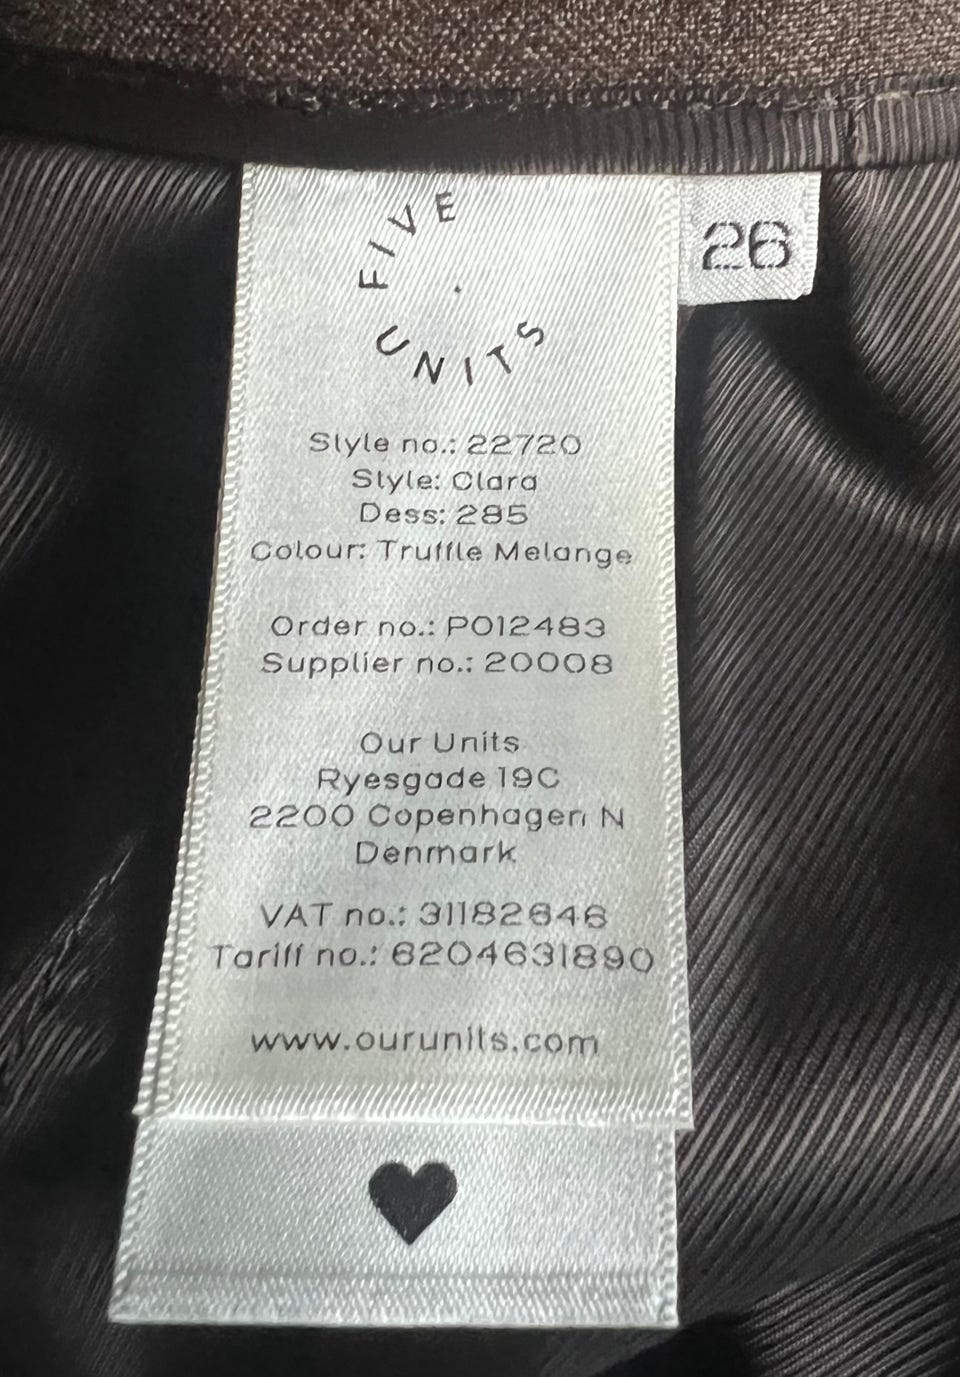 FIVE
UNITS
26
Style no.: 22720
Style: Clara
Dess: 285
Colour: Truffle Melange
Order no.: PO12483
Supplier no.: 20008
Our Units
Ryesgade 19C
2200 Copenhagen N
Denmark
VAT no.: 31182646
Tariff no.: 6204631890
www.ourunits.com